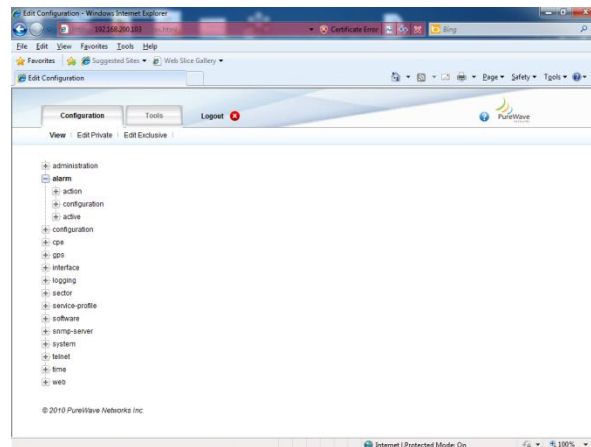 Edit Configuration - Windows Internet Explorer
192.168.200.103
Certificate Error
Bing
File Edit View Favorites Tools Help
Favorites Suggested Sites Web Slice Gallery
Edit Configuration
Page Safety Tools
Configuration Tools Logout
PureWave
View Edit Private Edit Exclusive
administration
alarm
action
configuration
active
configuration
cpe
gps
interface
logging
sector
service-profile
software
snmp-server
system
telnet
time
web
© 2010 PureWave Networks Inc.
Internet | Protected Mode: On 100%